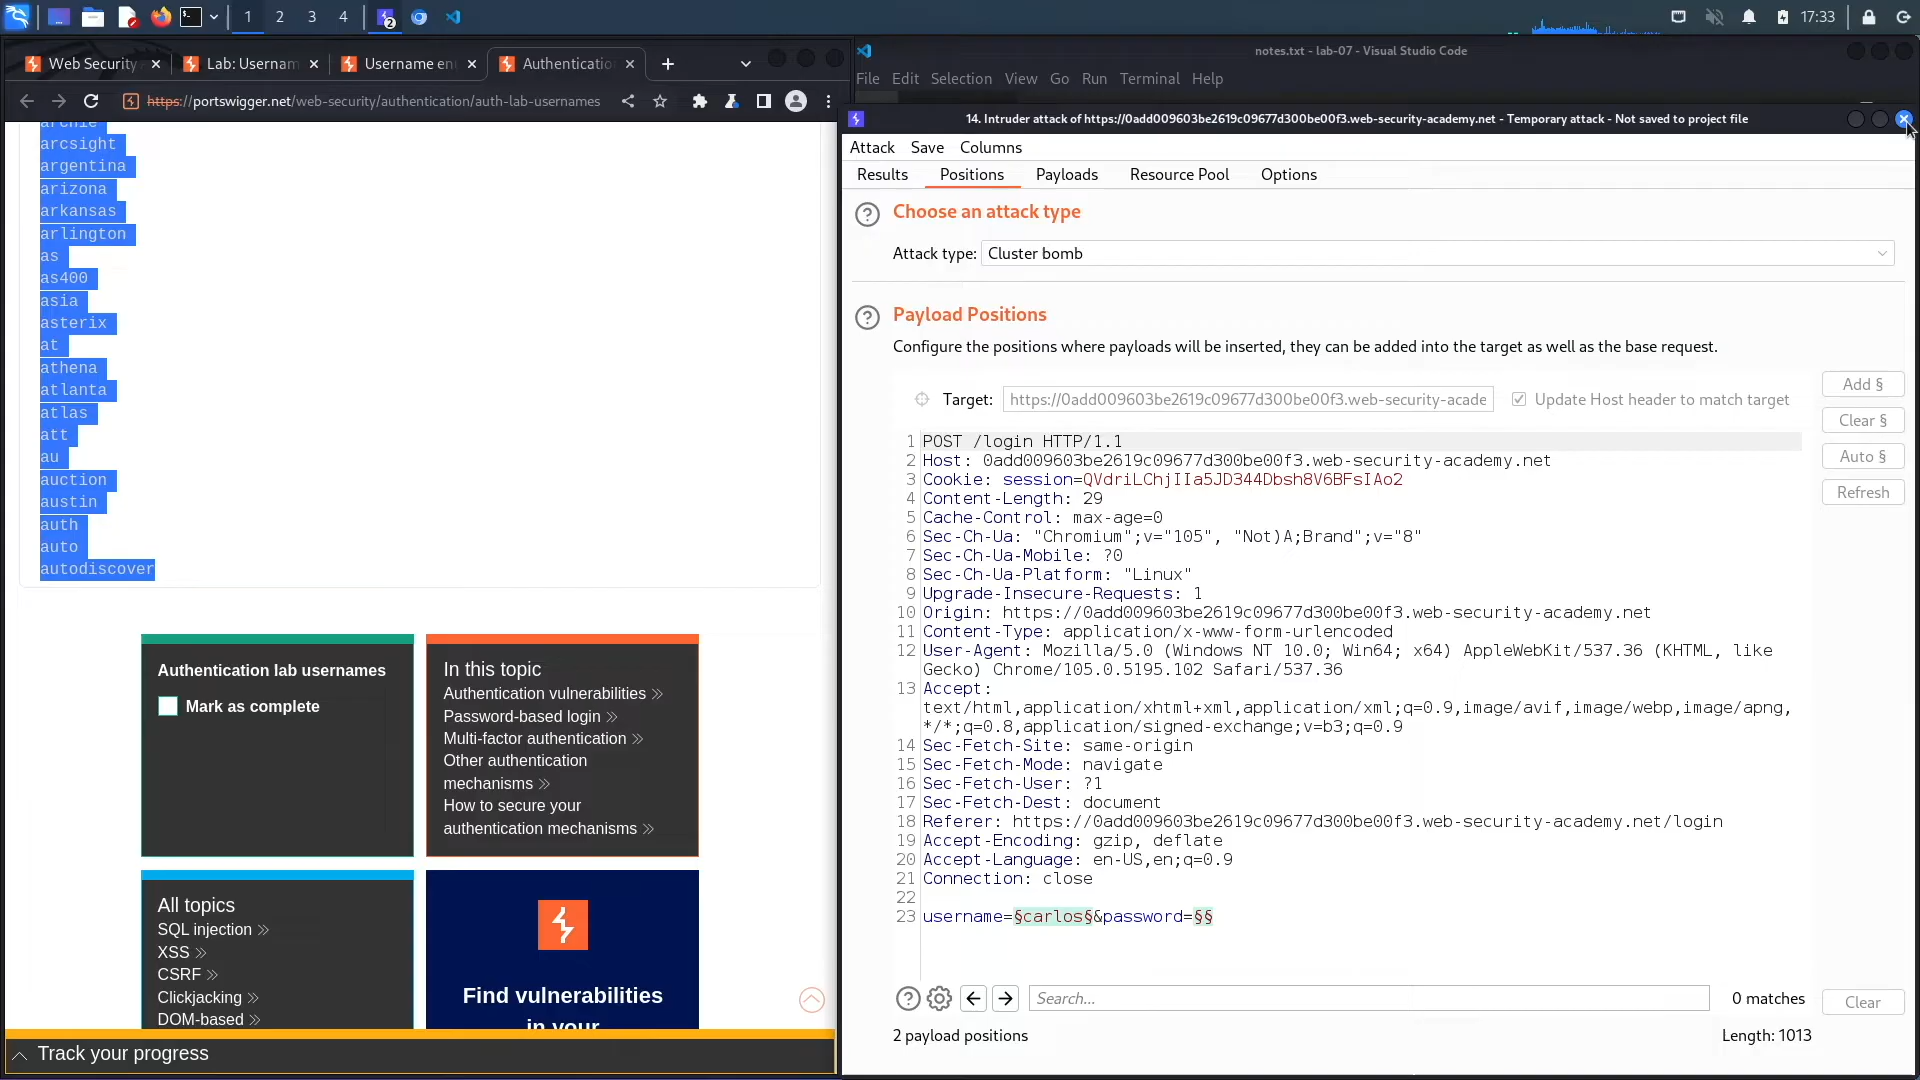 1 2 3 4
2
17:33
Web Security
Lab: Usernam
Username en
Authentication
https://portswigger.net/web-security/authentication/auth-lab-usernames
archie
arcsight
argentina
arizona
arkansas
arlington
as
as400
asia
asterix
at
athena
atlanta
atlas
att
au
auction
austin
auth
auto
autodiscover
Authentication lab usernames
Mark as complete
In this topic
Authentication vulnerabilities
Password-based login
Multi-factor authentication
Other authentication
mechanisms
How to secure your
authentication mechanisms
All topics
SQL injection
XSS
CSRF
Clickjacking
DOM-based
Find vulnerabilities
in your
Track your progress
notes.txt - lab-07 - Visual Studio Code
File Edit Selection View Go Run Terminal Help
14. Intruder attack of https://0add009603be2619c09677d300be00f3.web-security-academy.net - Temporary attack - Not saved to project file
Attack Save Columns
Results Positions Payloads Resource Pool Options
? Choose an attack type
Attack type: Cluster bomb
? Payload Positions
Configure the positions where payloads will be inserted, they can be added into the target as well as the base request.
Target: https://0add009603be2619c09677d300be00f3.web-security-acade
Update Host header to match target
Add §
Clear §
Auto §
Refresh
1 POST /login HTTP/1.1
2 Host: 0add009603be2619c09677d300be00f3.web-security-academy.net
3 Cookie: session=QVdriLChjIIa5JD344Dbsh8V6BFsIAo2
4 Content-Length: 29
5 Cache-Control: max-age=0
6 Sec-Ch-Ua: "Chromium";v="105", "Not)A;Brand";v="8"
7 Sec-Ch-Ua-Mobile: ?0
8 Sec-Ch-Ua-Platform: "Linux"
9 Upgrade-Insecure-Requests: 1
10 Origin: https://0add009603be2619c09677d300be00f3.web-security-academy.net
11 Content-Type: application/x-www-form-urlencoded
12 User-Agent: Mozilla/5.0 (Windows NT 10.0; Win64; x64) AppleWebKit/537.36 (KHTML, like
Gecko) Chrome/105.0.5195.102 Safari/537.36
13 Accept:
text/html,application/xhtml+xml,application/xml;q=0.9,image/avif,image/webp,image/apng,
*/*;q=0.8,application/signed-exchange;v=b3;q=0.9
14 Sec-Fetch-Site: same-origin
15 Sec-Fetch-Mode: navigate
16 Sec-Fetch-User: ?1
17 Sec-Fetch-Dest: document
18 Referer: https://0add009603be2619c09677d300be00f3.web-security-academy.net/login
19 Accept-Encoding: gzip, deflate
20 Accept-Language: en-US,en;q=0.9
21 Connection: close
22
23 username=§carlos§&password=§§
? Search... 0 matches Clear
2 payload positions
Length: 1013